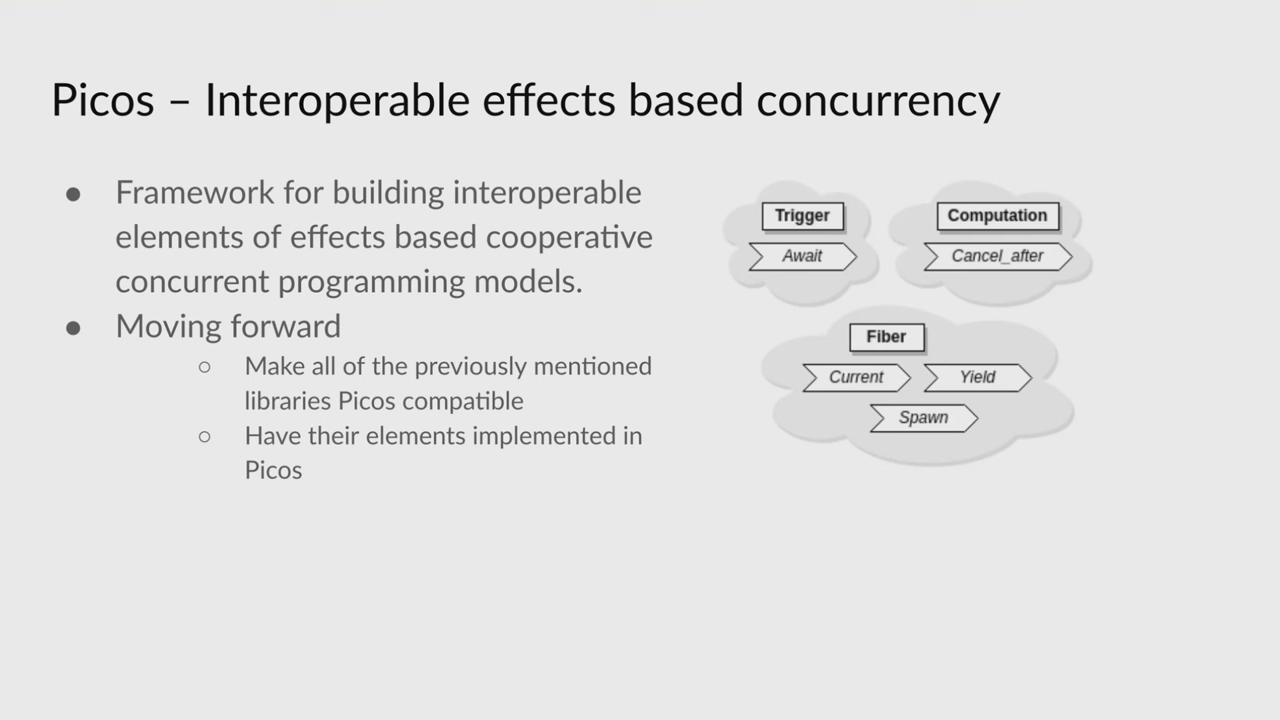 Picos – Interoperable effects based concurrency
● Framework for building interoperable
elements of effects based cooperative
concurrent programming models.
● Moving forward
○ Make all of the previously mentioned
libraries Picos compatible
○ Have their elements implemented in
Picos
Trigger
Await
Computation
Cancel_after
Fiber
Current
Yield
Spawn